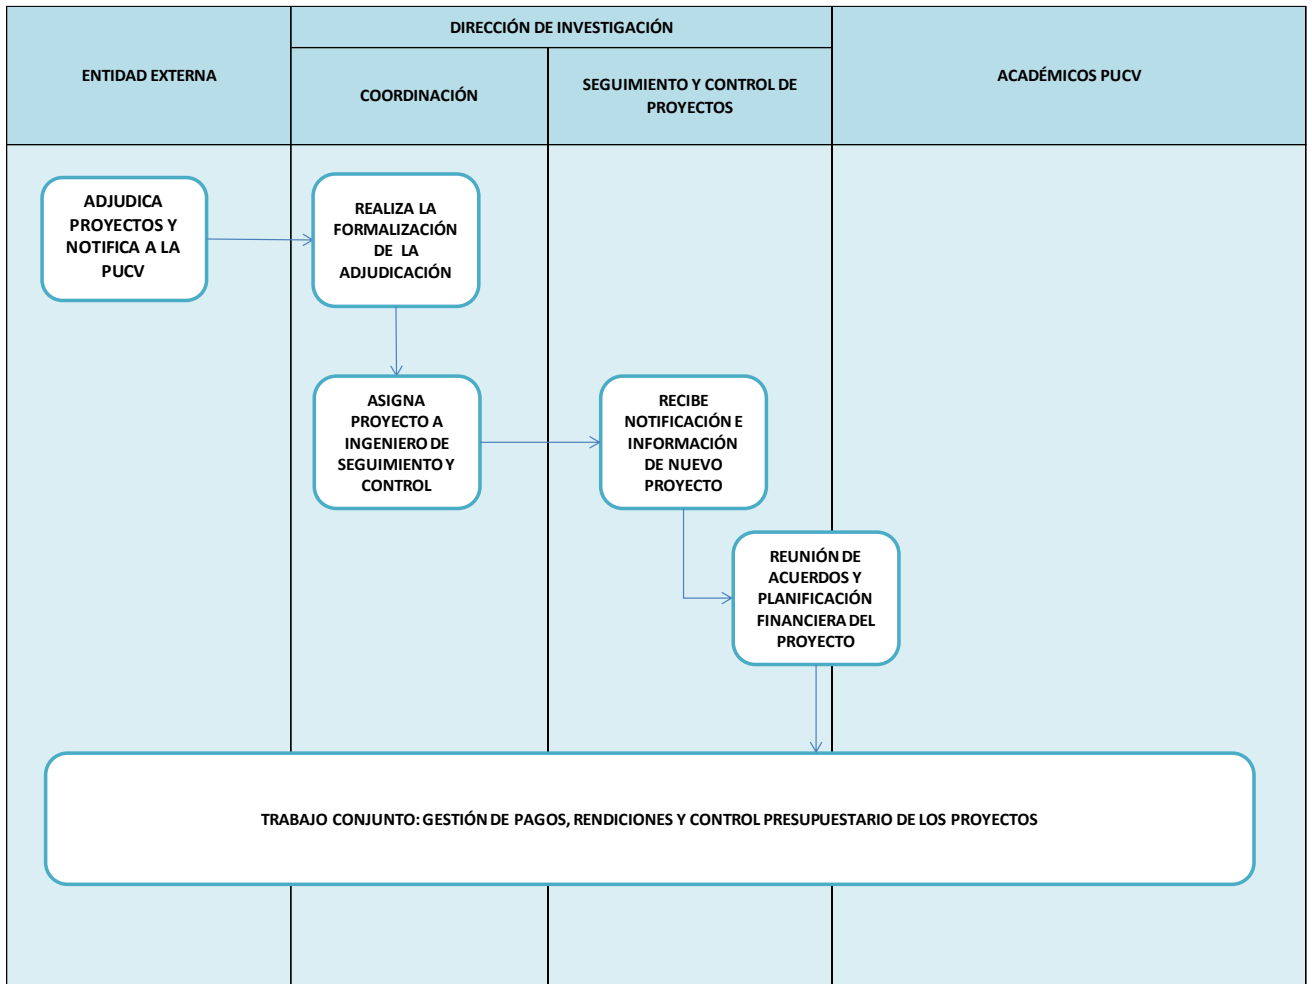 DIRECCIÓN DE INVESTIGACIÓN
ENTIDAD EXTERNA
COORDINACIÓN
SEGUIMIENTO Y CONTROL DE
PROYECTOS
ACADÉMICOS PUCV
ADJUDICA
PROYECTOS Y
NOTIFICA A LA
PUCV
REALIZA LA
FORMALIZACIÓN
DE LA
ADJUDICACIÓN
ASIGNA
PROYECTO A
INGENIERO DE
SEGUIMIENTO Y
CONTROL
RECIBE
NOTIFICACIÓN E
INFORMACIÓN
DE NUEVO
PROYECTO
REUNIÓN DE
ACUERDOS Y
PLANIFICACIÓN
FINANCIERA DEL
PROYECTO
TRABAJO CONJUNTO: GESTIÓN DE PAGOS, RENDICIONES Y CONTROL PRESUPUESTARIO DE LOS PROYECTOS